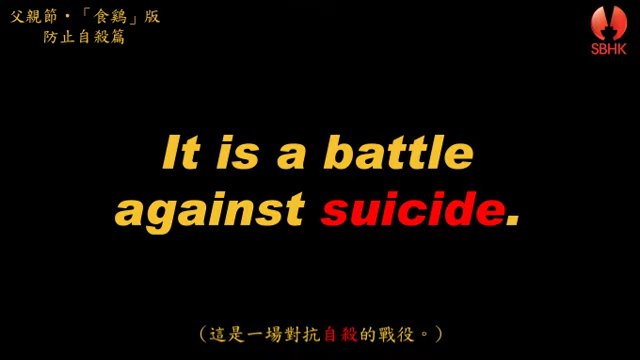 父親節·「食鷄」版
防止自殺篇
SBHK
It is a battle
against suicide.
（這是一場對抗自殺的戰役。）